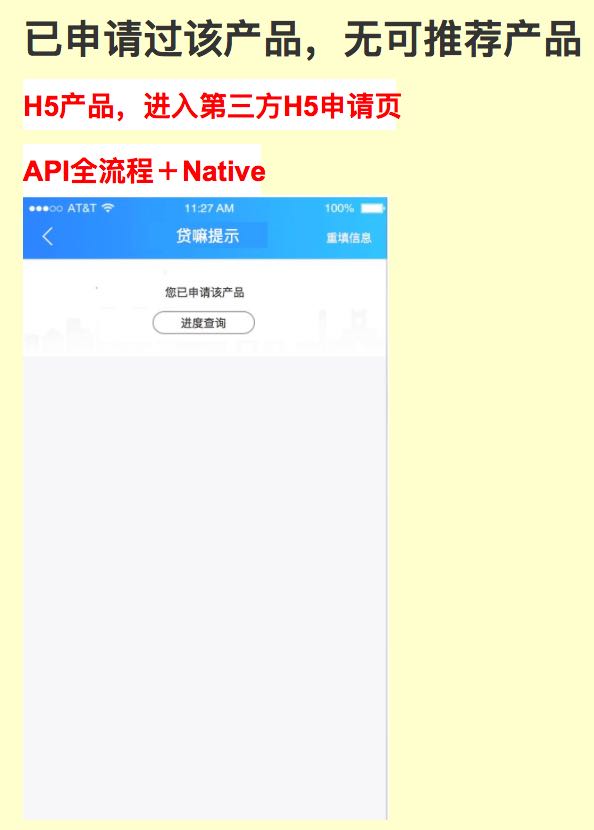 已申请过该产品，无可推荐产品
H5产品，进入第三方H5申请页
API全流程＋Native
AT&T 11:27 AM 100%
贷嘛提示 重填信息
您已申请该产品
进度查询